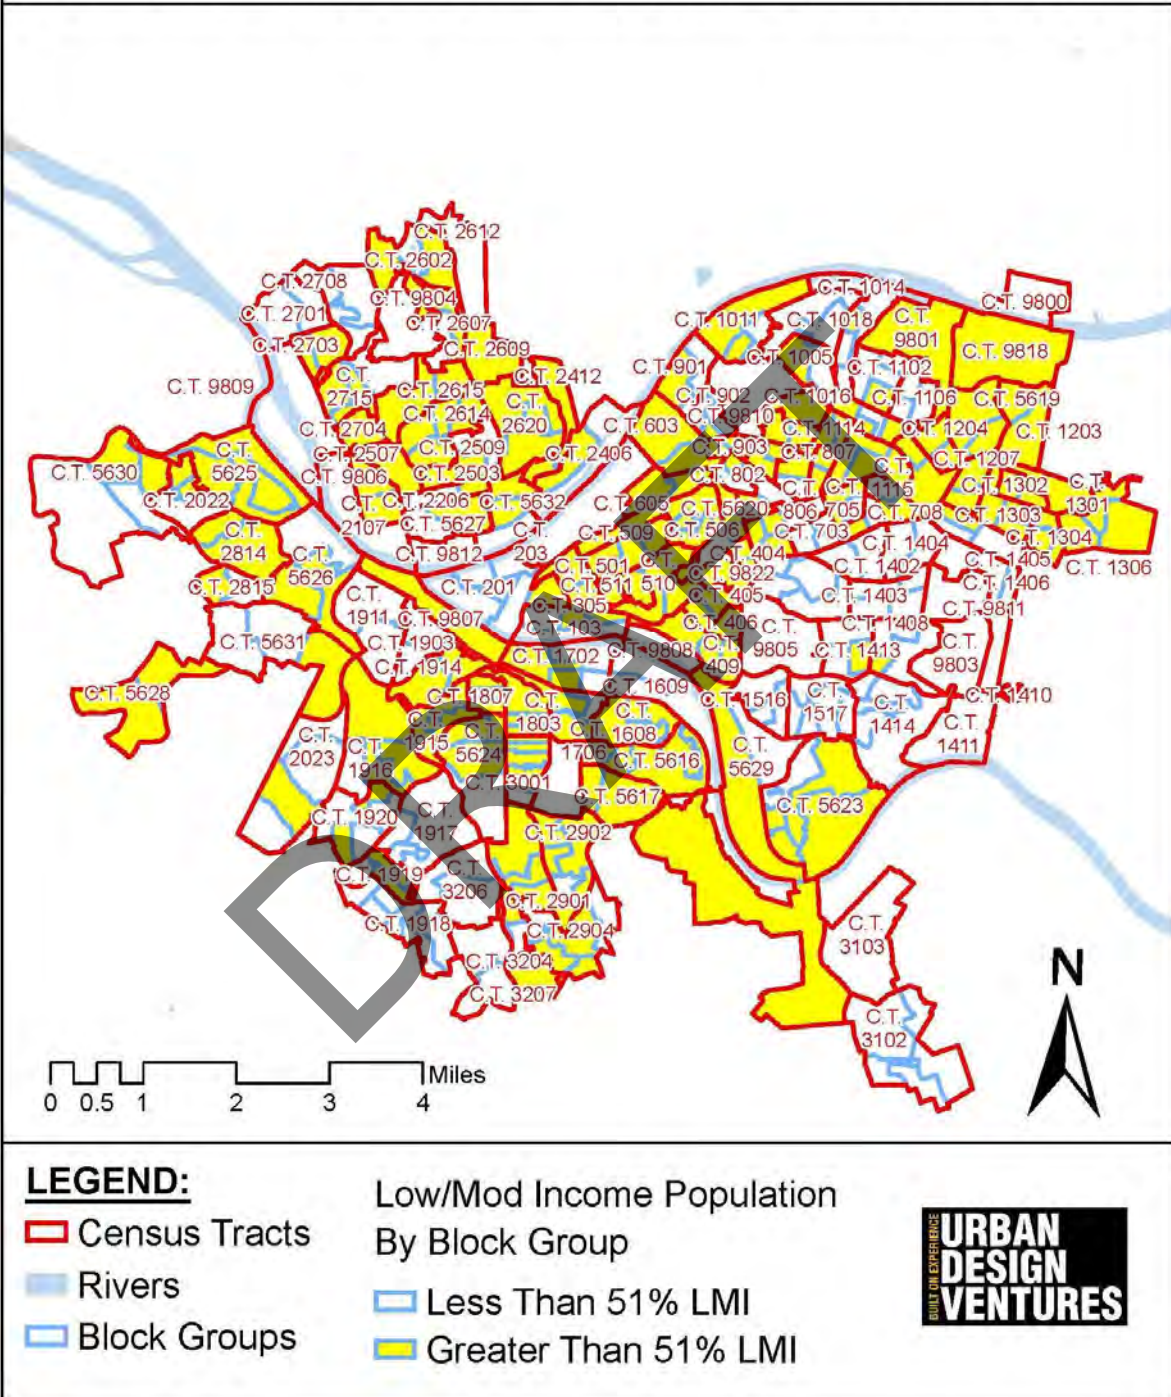 C.T. 2612
C.T. 2602
C.T. 2708
C.T. 9804
C.T. 2701
C.T. 2607
C.T. 2703
C.T. 2609
C.T. 9809
C.T.
2715
C.T. 2615
C.T. 2412
C.T. 2614
C.T.
2620
C.T. 2704
C.T. 2507
C.T. 2509
C.T. 2406
C.T. 9806
C.T. 2503
C.T.
2107
C.T. 2206
C.T. 5632
C.T. 5627
C.T. 9812
C.T.
203
C.T. 201
C.T. 5630
C.T.
5625
C.T. 2022
C.T.
2814
C.T. 2815
C.T.
5626
C.T. 5631
C.T. 5628
C.T. 1014
C.T. 9800
C.T. 1011
C.T. 1018
C.T.
9801
C.T. 1005
C.T. 9818
C.T. 901
C.T. 1102
C.T. 902
C.T. 1016
C.T. 1106
C.T. 5619
C.T. 9810
C.T. 603
C.T. 1114
C.T. 1204
C.T. 1203
C.T. 903
C.T. 807
C.T. 1207
C.T. 802
C.T.
1115
C.T. 1302
C.T.
1301
C.T. 605
C.T. 5620
C.T.
806
C.T.
705
C.T. 708
C.T. 1303
C.T. 509
C.T. 506
C.T. 703
C.T. 1404
C.T. 1304
C.T. 404
C.T. 1405
C.T. 1306
C.T. 501
C.T.
510
C.T. 9822
C.T. 1402
C.T. 1406
C.T. 511
C.T. 405
C.T. 1403
C.T. 9811
C.T. 305
C.T. 103
C.T. 406
C.T.
9805
C.T. 1408
C.T. 1702
C.T. 9808
C.T.
409
C.T. 1413
C.T.
9803
C.T. 1609
C.T. 1516
C.T.
1517
C.T.
1414
C.T. 1410
C.T.
1411
C.T.
1911
C.T. 9807
C.T. 1903
C.T. 1914
C.T. 1807
C.T.
1803
C.T.
1608
C.T.
1915
C.T.
5624
C.T.
1706
C.T. 5616
C.T.
5629
C.T.
2023
C.T.
1916
C.T. 3001
C.T. 5617
C.T. 5623
C.T. 1920
C.T.
1917
C.T. 2902
C.T. 1919
C.T.
3206
C.T. 2901
C.T. 1918
C.T. 2904
C.T. 3204
C.T. 3207
C.T.
3103
C.T.
3102
DRAFT
N
Miles
0 0.5 1 2 3 4
LEGEND:
Census Tracts
Rivers
Block Groups
Low/Mod Income Population
By Block Group
Less Than 51% LMI
Greater Than 51% LMI
BUILT ON EXPERIENCE
URBAN
DESIGN
VENTURES